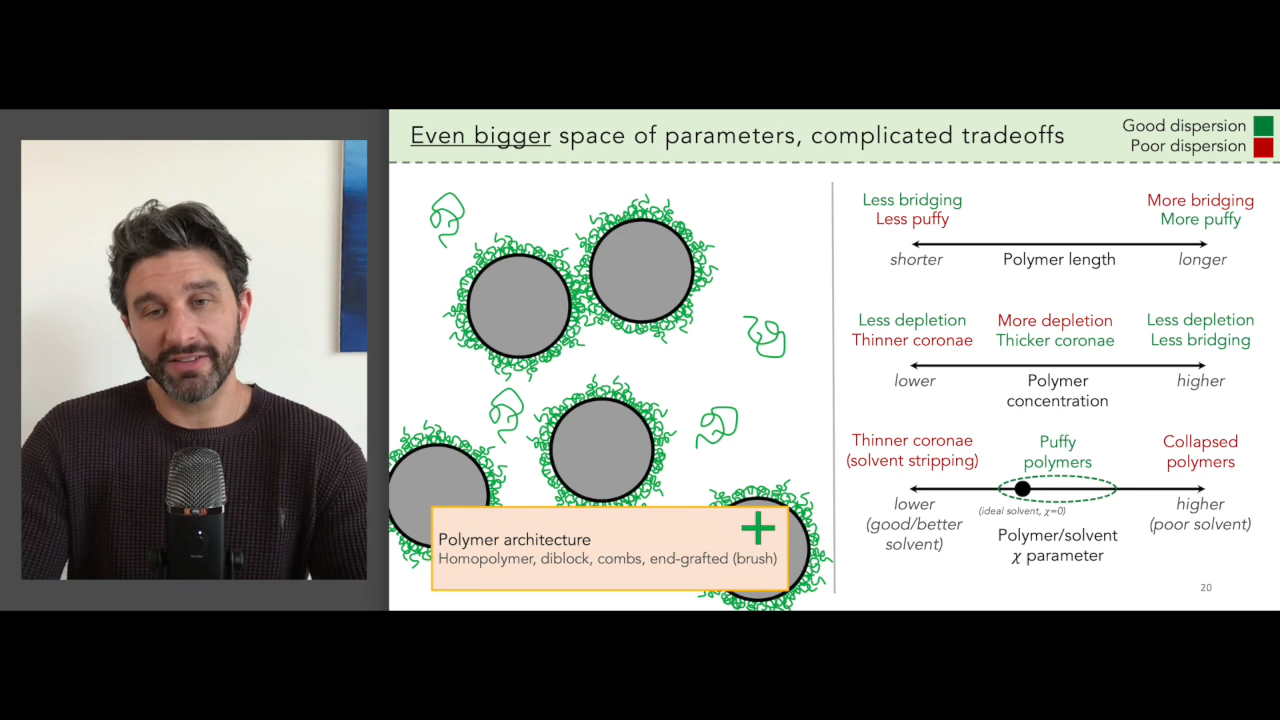 Even bigger space of parameters, complicated tradeoffs
Good dispersion
Poor dispersion
Less bridging
Less puffy
More bridging
More puffy
shorter
Polymer length
longer
Less depletion
Thinner coronae
More depletion
Thicker coronae
Less depletion
Less bridging
lower
Polymer
concentration
higher
Thinner coronae
(solvent stripping)
Puffy
polymers
Collapsed
polymers
lower
(good/better
solvent)
(ideal solvent, χ=0)
Polymer/solvent
χ parameter
higher
(poor solvent)
Polymer architecture
Homopolymer, diblock, combs, end-grafted (brush)
20